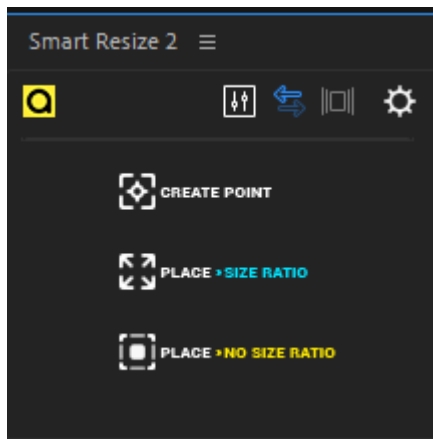 Smart Resize 2
CREATE POINT
PLACE › SIZE RATIO
PLACE › NO SIZE RATIO